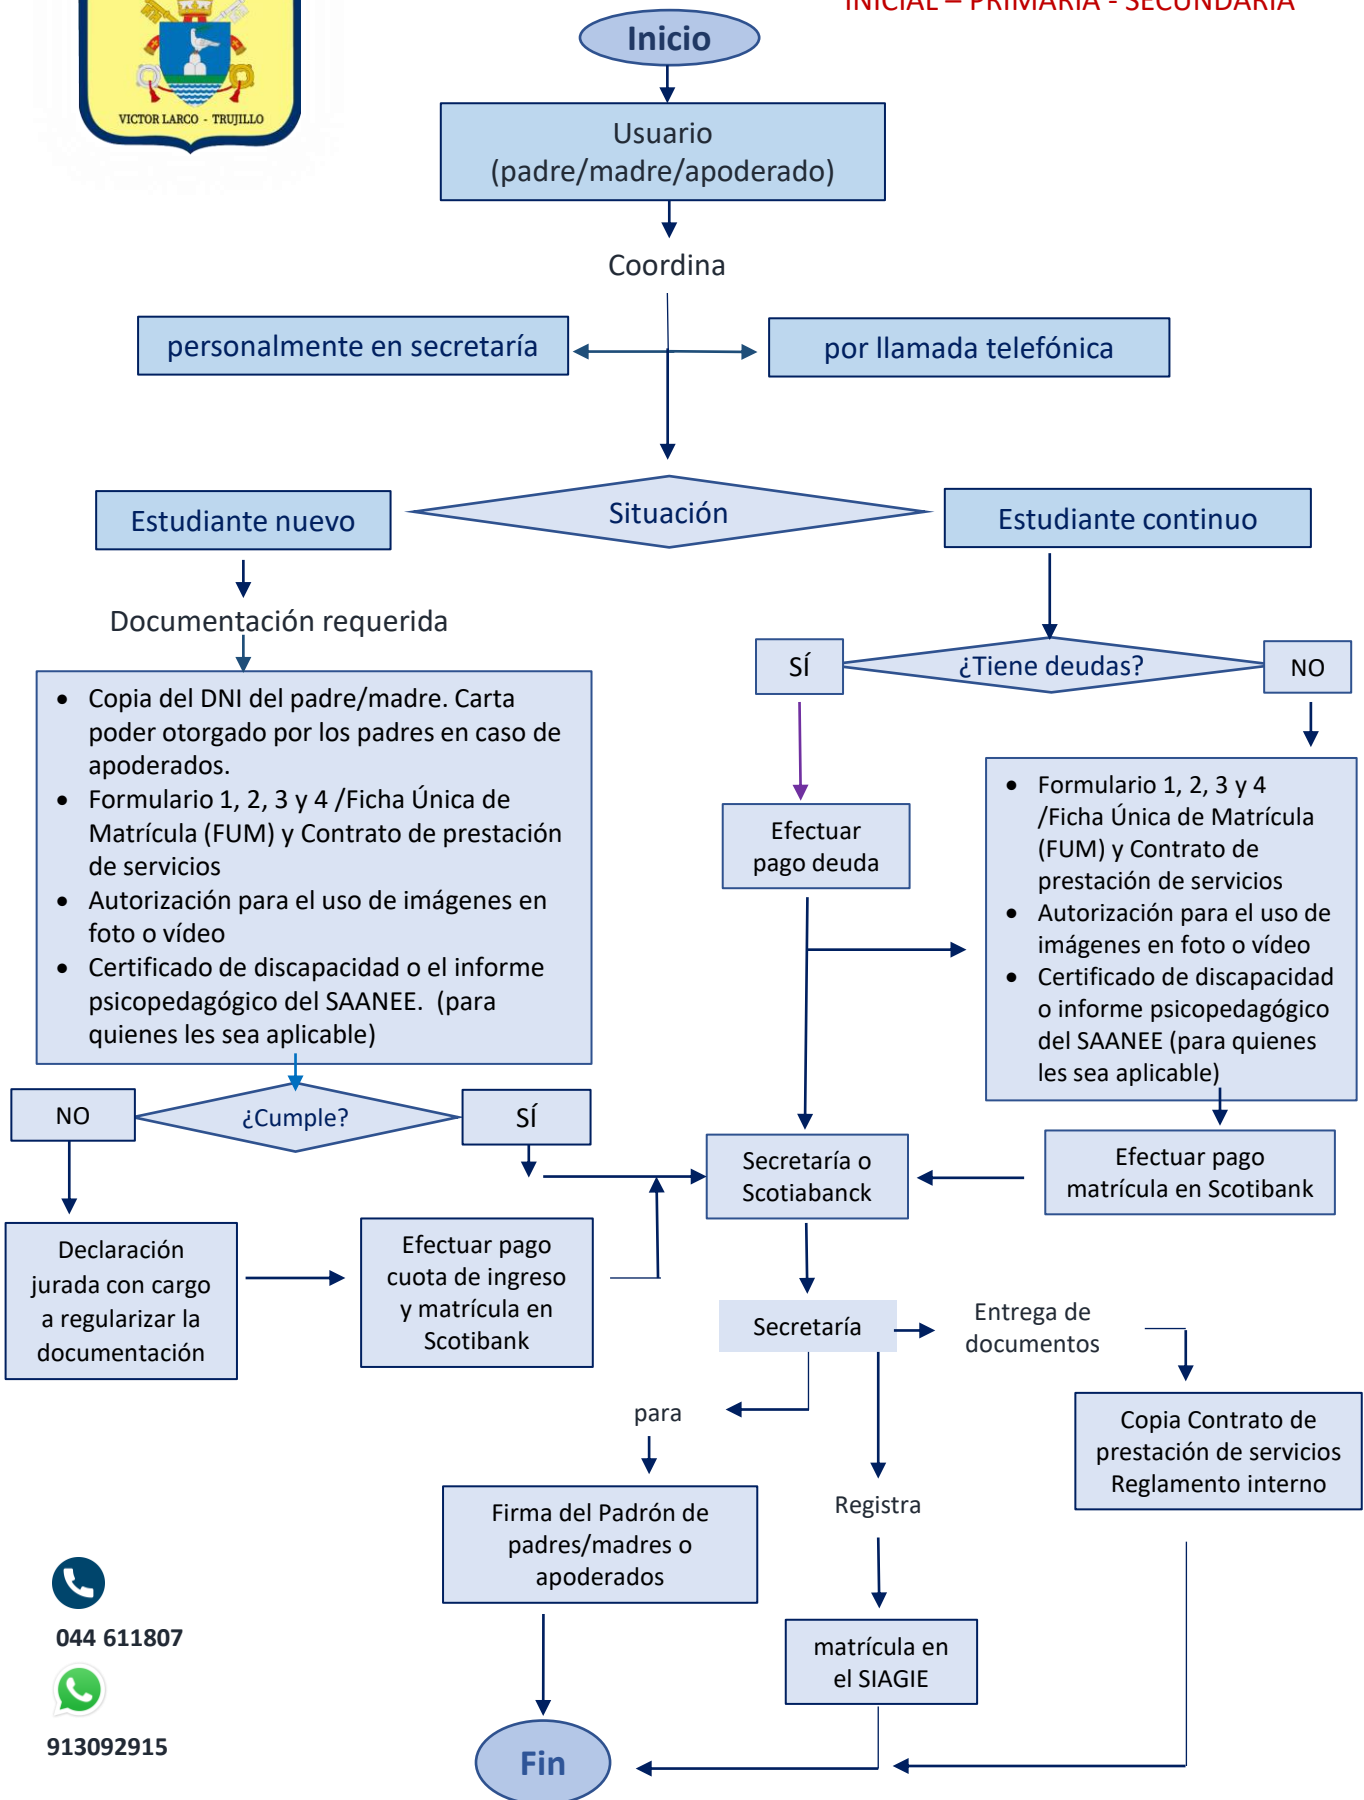 INICIAL – PRIMARIA - SECUNDARIA
VICTOR LARCO - TRUJILLO
Inicio
Usuario
(padre/madre/apoderado)
Coordina
personalmente en secretaría
por llamada telefónica
Situación
Estudiante nuevo
Estudiante continuo
Documentación requerida
SÍ
¿Tiene deudas?
NO
• Copia del DNI del padre/madre. Carta
poder otorgado por los padres en caso de
apoderados.
• Formulario 1, 2, 3 y 4 /Ficha Única de
Matrícula (FUM) y Contrato de prestación
de servicios
• Autorización para el uso de imágenes en
foto o vídeo
• Certificado de discapacidad o el informe
psicopedagógico del SAANEE. (para
quienes les sea aplicable)
Efectuar
pago deuda
• Formulario 1, 2, 3 y 4
/Ficha Única de Matrícula
(FUM) y Contrato de
prestación de servicios
• Autorización para el uso de
imágenes en foto o vídeo
• Certificado de discapacidad
o informe psicopedagógico
del SAANEE (para quienes
les sea aplicable)
NO
¿Cumple?
SÍ
Secretaría o
Scotiabanck
Efectuar pago
matrícula en Scotibank
Declaración
jurada con cargo
a regularizar la
documentación
Efectuar pago
cuota de ingreso
y matrícula en
Scotibank
Secretaría
Entrega de
documentos
para
Copia Contrato de
prestación de servicios
Reglamento interno
Firma del Padrón de
padres/madres o
apoderados
Registra
matrícula en
el SIAGIE
044 611807
913092915
Fin